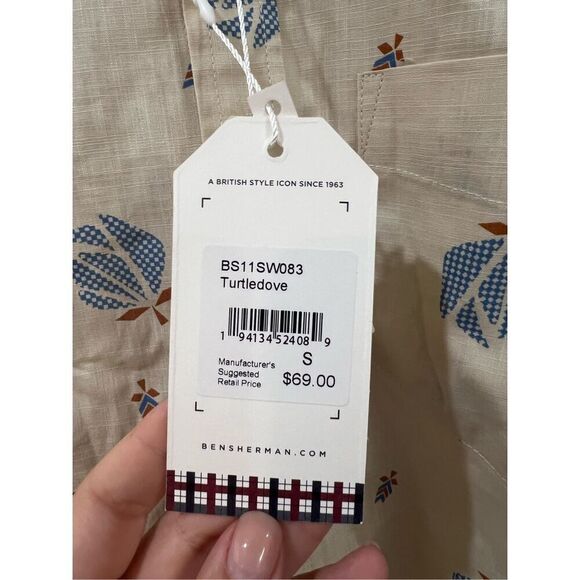 A BRITISH STYLE ICON SINCE 1963
BS11SW083
Turtledove
1 94134 52408 9
S
Manufacturer's
Suggested
Retail Price
$69.00
BENSHERMAN.COM